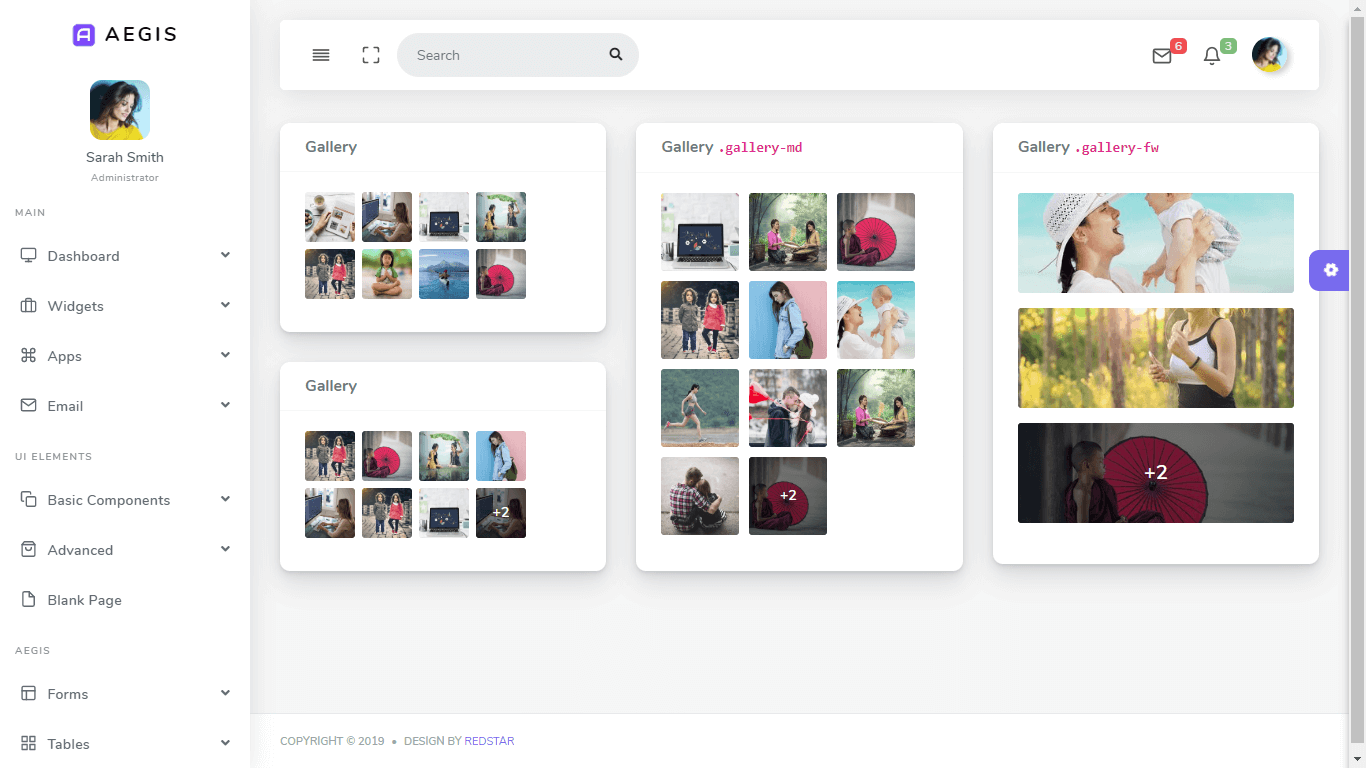 AEGIS
Sarah Smith
Administrator
MAIN
Dashboard
Widgets
Apps
Email
UI ELEMENTS
Basic Components
Advanced
Blank Page
AEGIS
Forms
Tables
Search
6
3
Gallery
Gallery
+2
Gallery .gallery-md
+2
Gallery .gallery-fw
+2
COPYRIGHT © 2019 • DESIGN BY REDSTAR